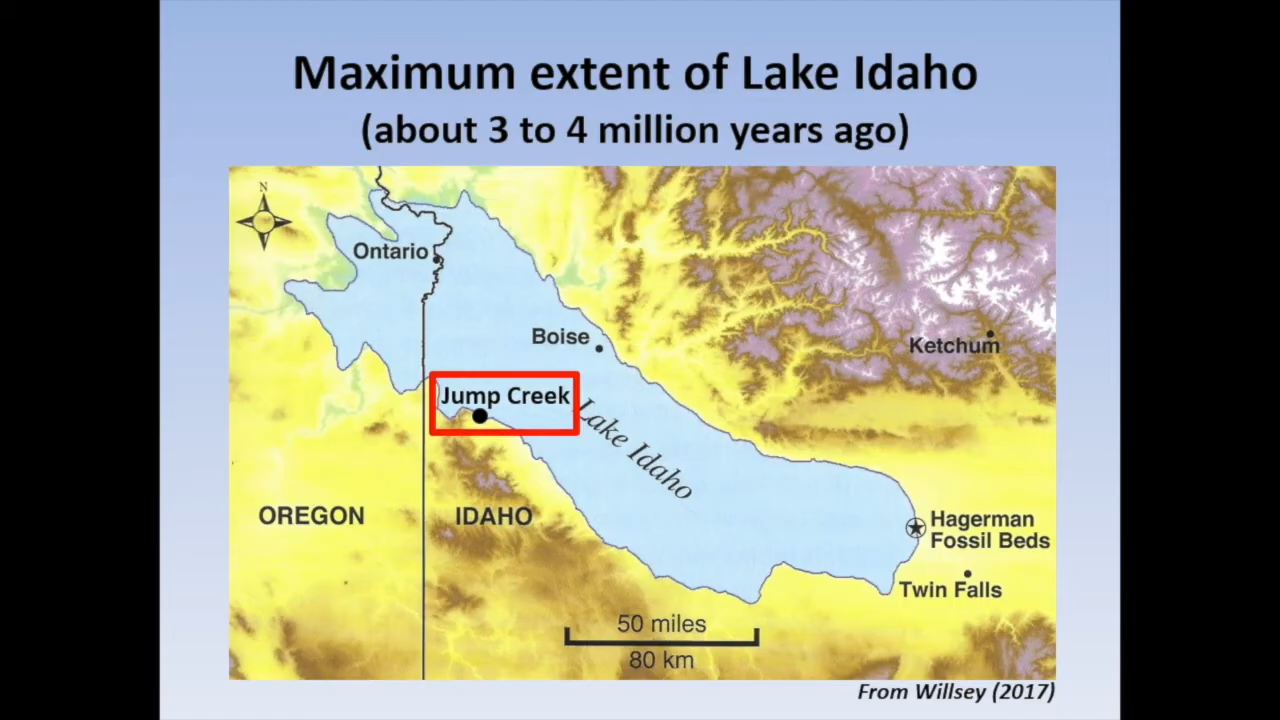 Maximum extent of Lake Idaho
(about 3 to 4 million years ago)
N
Ontario
Boise
Ketchum
Jump Creek
Lake Idaho
OREGON
IDAHO
Hagerman
Fossil Beds
Twin Falls
50 miles
80 km
From Willsey (2017)